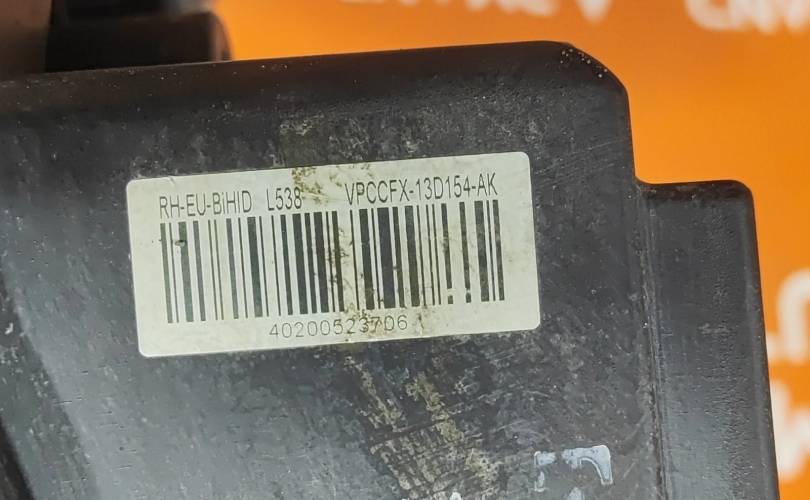 RH-EU-BiHID L538 VPCCFX-13D154-AK
40200523706